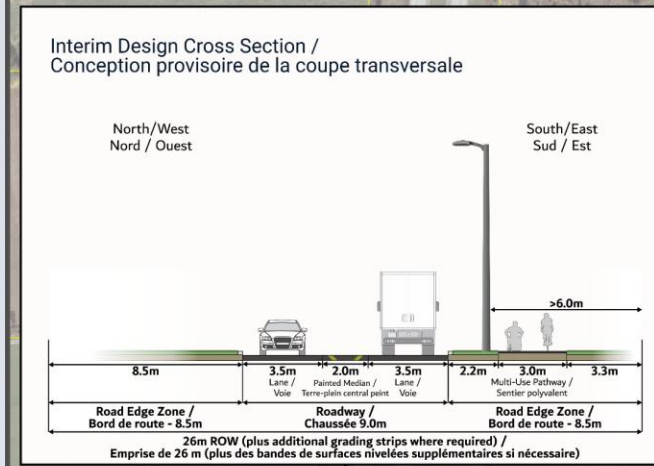 Interim Design Cross Section /
Conception provisoire de la coupe transversale
North/West
Nord / Ouest
South/East
Sud / Est
>6.0m
8.5m
3.5m
Lane /
Voie
2.0m
Painted Median /
Terre-plein central peint
3.5m
Lane /
Voie
2.2m
3.0m
Multi-Use Pathway /
Sentier polyvalent
3.3m
Road Edge Zone /
Bord de route - 8.5m
Roadway /
Chaussée 9.0m
Road Edge Zone /
Bord de route - 8.5m
26m ROW (plus additional grading strips where required) /
Emprise de 26 m (plus des bandes de surfaces nivelées supplémentaires si nécessaire)